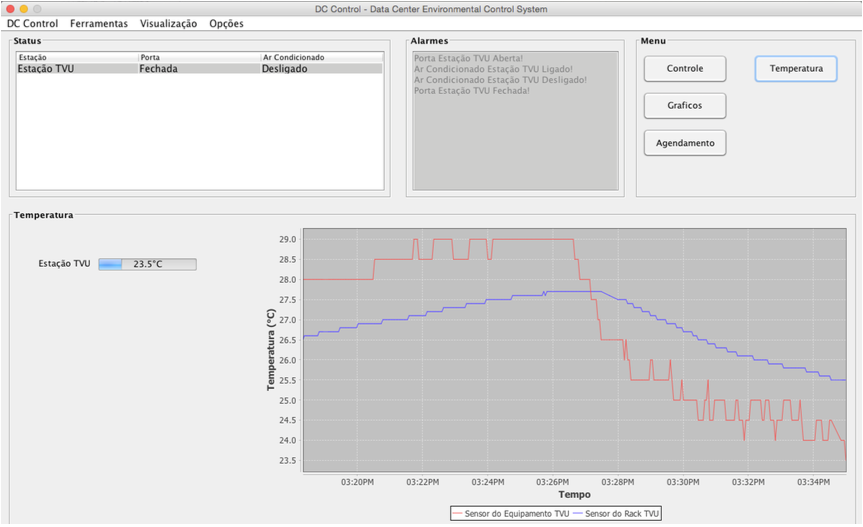 DC Control - Data Center Environmental Control System
DC Control Ferramentas Visualização Opções
Status
Estação Porta Ar Condicionado
Estação TVU Fechada Desligado
Alarmes
Porta Estação TVU Aberta!
Ar Condicionado Estação TVU Ligado!
Ar Condicionado Estação TVU Desligado!
Porta Estação TVU Fechada!
Menu
Controle Temperatura
Graficos
Agendamento
Temperatura
Estação TVU 23.5°C
Temperatura (°C)
29.0
28.5
28.0
27.5
27.0
26.5
26.0
25.5
25.0
24.5
24.0
23.5
03:20PM 03:22PM 03:24PM 03:26PM 03:28PM 03:30PM 03:32PM 03:34PM
Tempo
Sensor do Equipamento TVU Sensor do Rack TVU